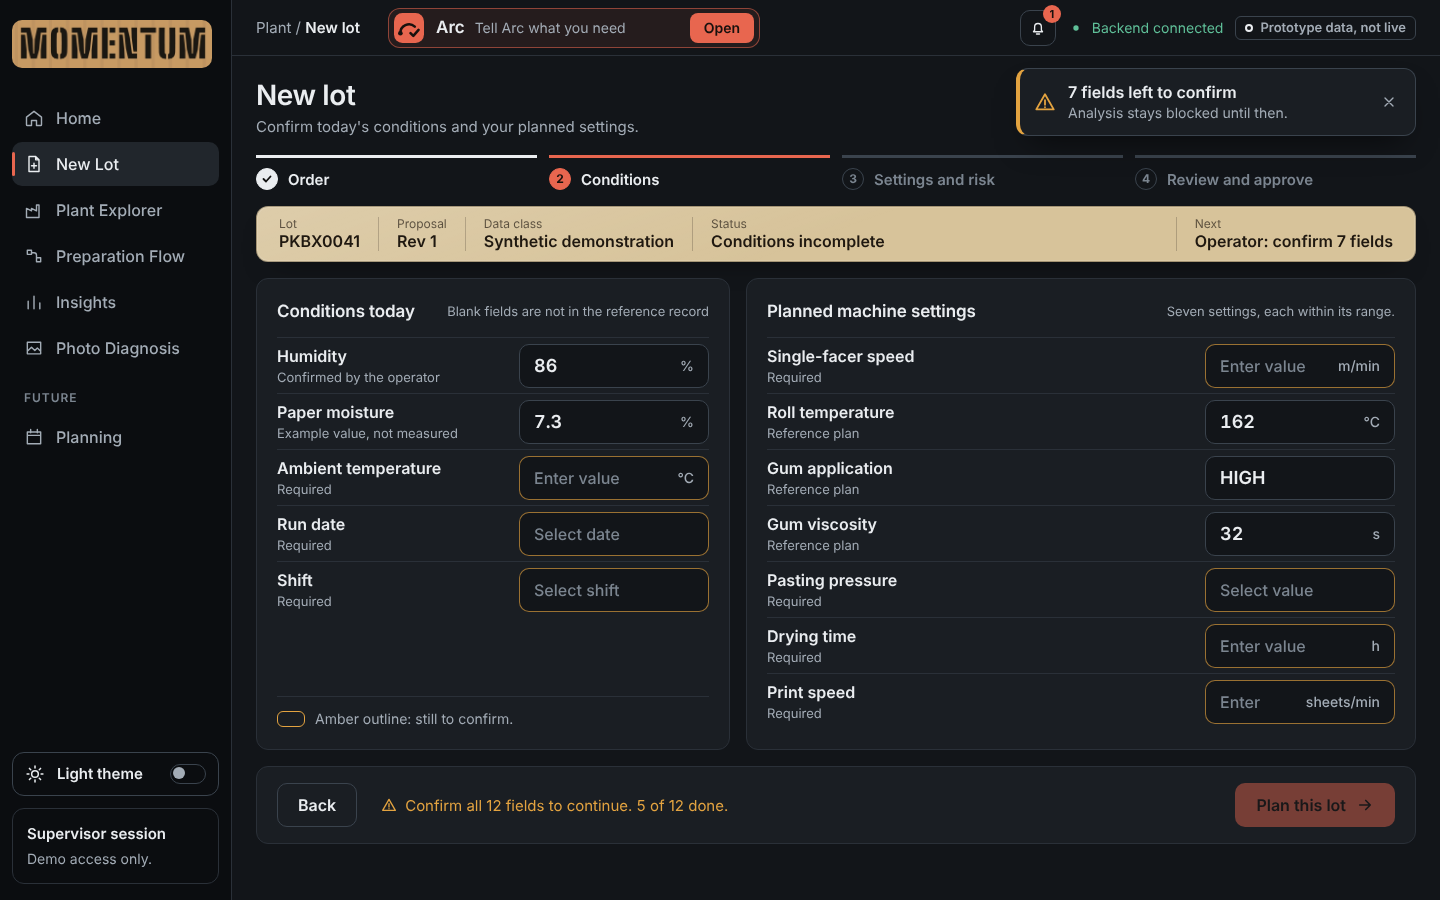 MOMENTUM
Home
New Lot
Plant Explorer
Preparation Flow
Insights
Photo Diagnosis
FUTURE
Planning
Light theme
Supervisor session
Demo access only.
Plant / New lot
Arc Tell Arc what you need Open
1
Backend connected
Prototype data, not live
New lot
Confirm today's conditions and your planned settings.
7 fields left to confirm
Analysis stays blocked until then.
Order
2 Conditions
3 Settings and risk
4 Review and approve
Lot
PKBX0041
Proposal
Rev 1
Data class
Synthetic demonstration
Status
Conditions incomplete
Next
Operator: confirm 7 fields
Conditions today
Blank fields are not in the reference record
Humidity
Confirmed by the operator
86 %
Paper moisture
Example value, not measured
7.3 %
Ambient temperature
Required
Enter value °C
Run date
Required
Select date
Shift
Required
Select shift
Amber outline: still to confirm.
Planned machine settings
Seven settings, each within its range.
Single-facer speed
Required
Enter value m/min
Roll temperature
Reference plan
162 °C
Gum application
Reference plan
HIGH
Gum viscosity
Reference plan
32 s
Pasting pressure
Required
Select value
Drying time
Required
Enter value h
Print speed
Required
Enter sheets/min
Back
Confirm all 12 fields to continue. 5 of 12 done.
Plan this lot